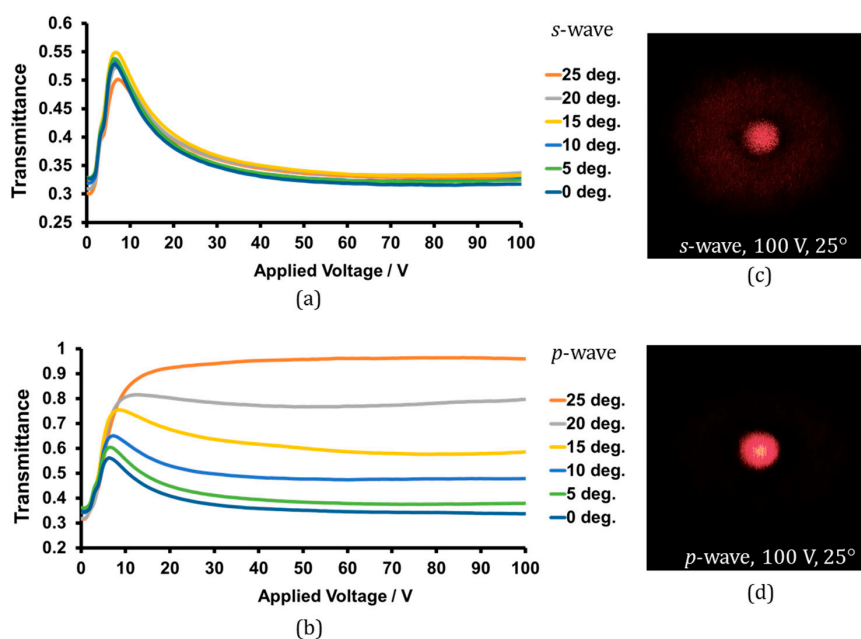 s-wave
0.6
0.55
0.5
0.45
0.4
0.35
0.3
0.25
Transmittance
0 10 20 30 40 50 60 70 80 90 100
Applied Voltage / V
25 deg.
20 deg.
15 deg.
10 deg.
5 deg.
0 deg.
(a)
s-wave, 100 V, 25°
(c)
p-wave
1
0.9
0.8
0.7
0.6
0.5
0.4
0.3
0.2
Transmittance
0 10 20 30 40 50 60 70 80 90 100
Applied Voltage / V
25 deg.
20 deg.
15 deg.
10 deg.
5 deg.
0 deg.
(b)
p-wave, 100 V, 25°
(d)